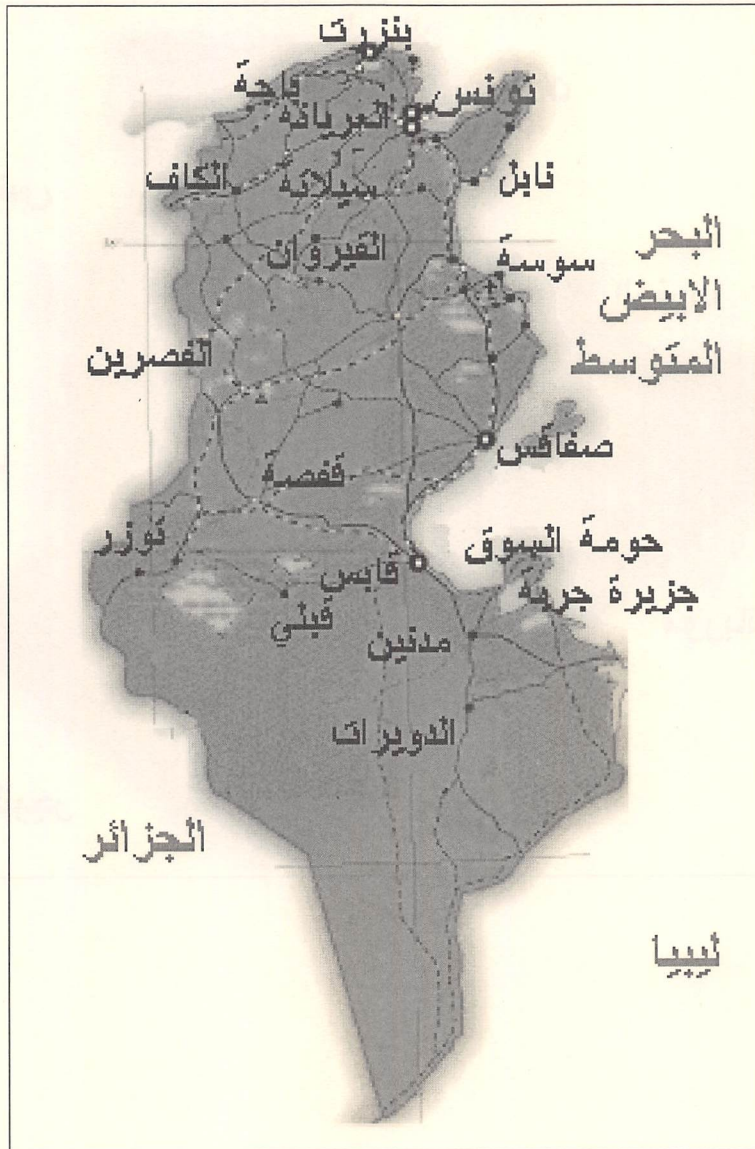 بنزرت
باجة
تونس
العريانة
الكاف
سيلانة
نابل
القيروان
سوسة
البحر
الابيض
المتوسط
القصرين
صفاقس
قفصة
توزر
قابس
حومة السوق
جزيرة جربة
قبلي
مدنين
الدويرات
الجزائر
ليبيا